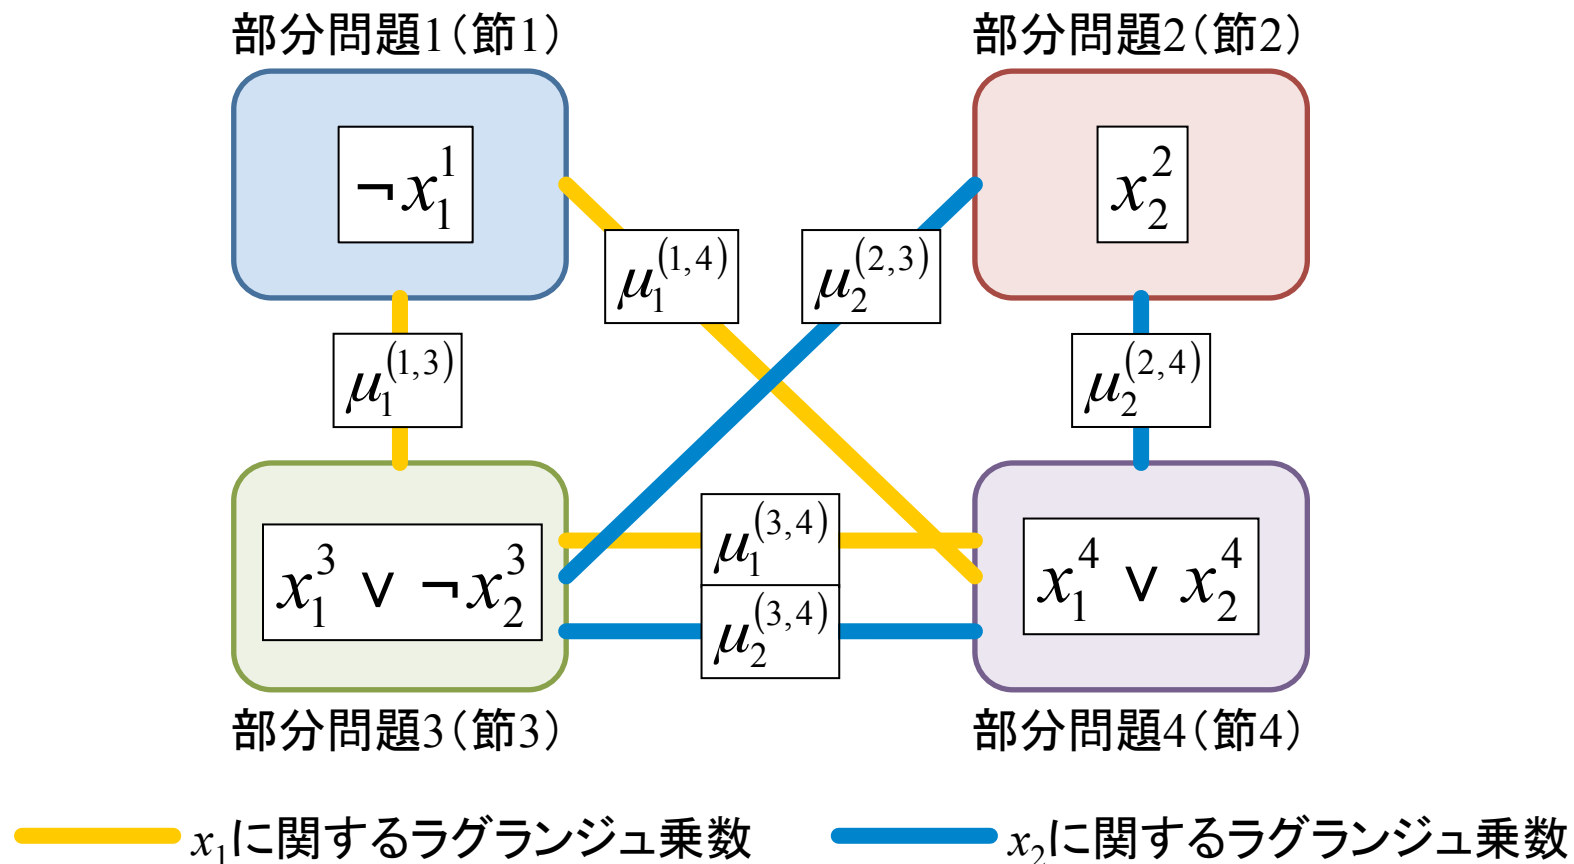 部分問題1(節1)
部分問題2(節2)
¬x₁¹
x₂²
μ₁^(1,4)
μ₂^(2,3)
μ₁^(1,3)
μ₂^(2,4)
μ₁^(3,4)
x₁³ ∨ ¬x₂³
x₁⁴ ∨ x₂⁴
μ₂^(3,4)
部分問題3(節3)
部分問題4(節4)
x₁に関するラグランジュ乗数
x₂に関するラグランジュ乗数